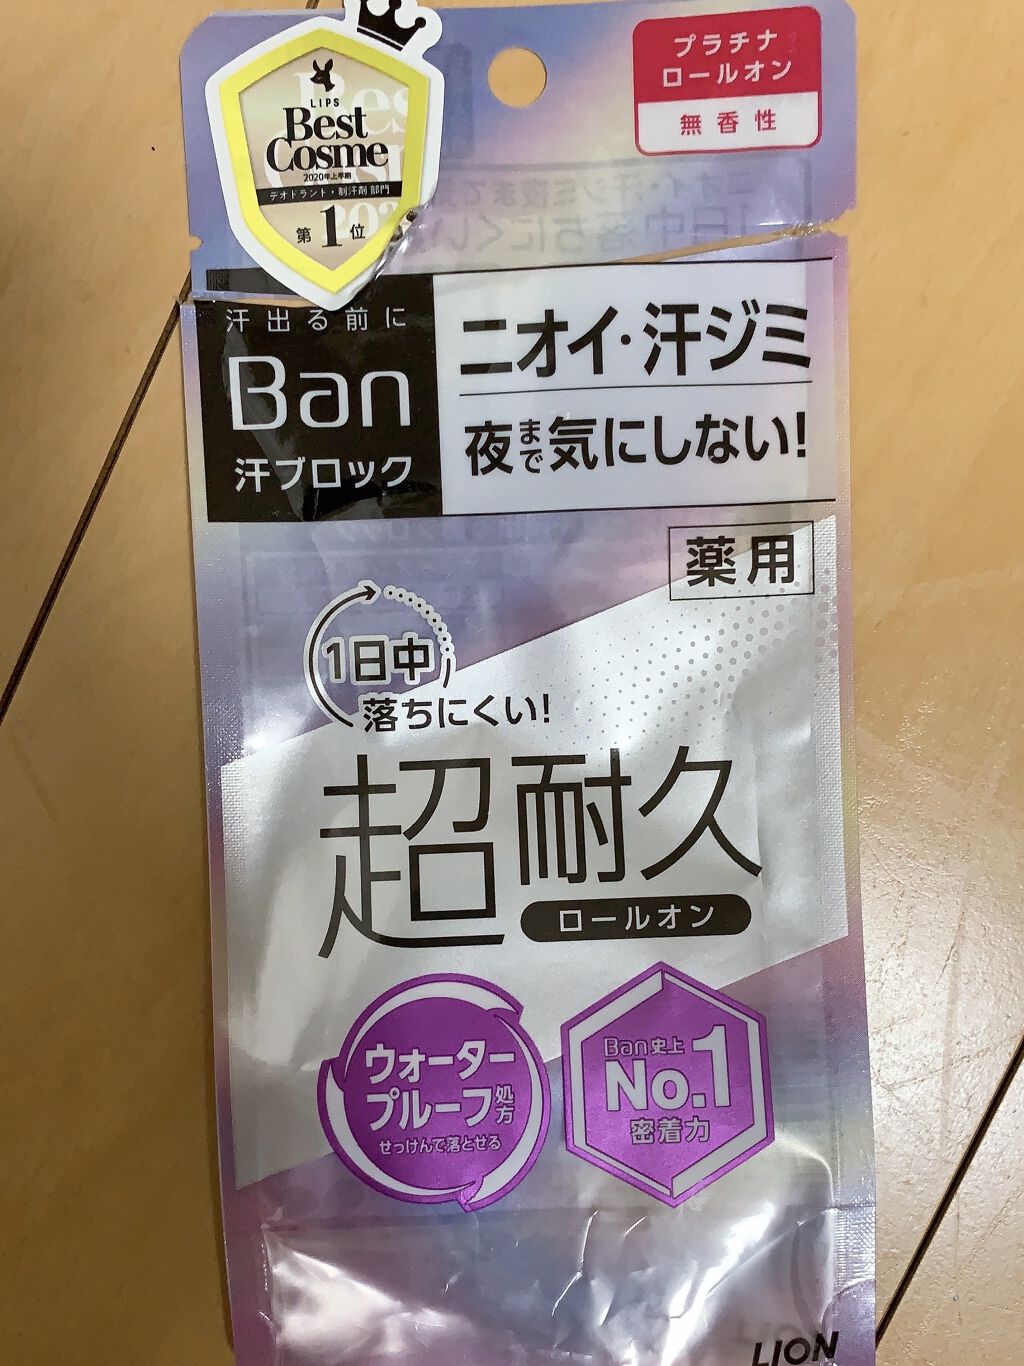 LIPS
Best
Cosme
2020年上半期
デオドラント・制汗剤 部門
第1位
プラチナ
ロールオン
無香性
汗出る前に
Ban
汗ブロック
ニオイ・汗ジミ
夜まで気にしない!
薬用
1日中
落ちにくい!
超耐久
ロールオン
ウォーター
プルーフ処方
せっけんで落とせる
Ban史上
No.1
密着力
LION